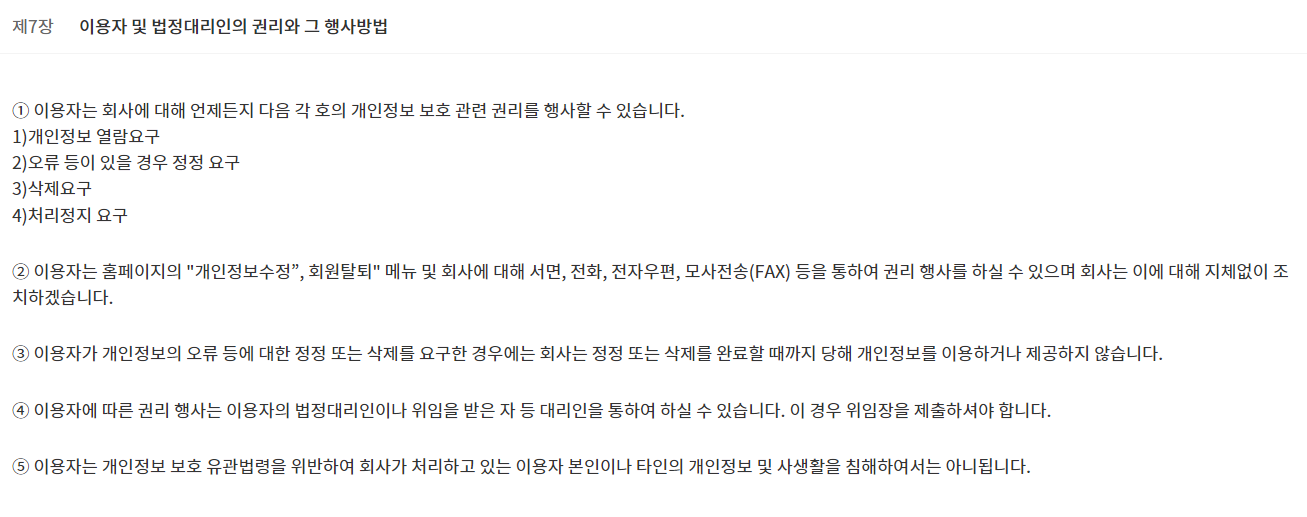 제7장 이용자 및 법정대리인의 권리와 그 행사방법
① 이용자는 회사에 대해 언제든지 다음 각 호의 개인정보 보호 관련 권리를 행사할 수 있습니다.
1)개인정보 열람요구
2)오류 등이 있을 경우 정정 요구
3)삭제요구
4)처리정지 요구
② 이용자는 홈페이지의 "개인정보수정”, 회원탈퇴" 메뉴 및 회사에 대해 서면, 전화, 전자우편, 모사전송(FAX) 등을 통하여 권리 행사를 하실 수 있으며 회사는 이에 대해 지체없이 조
치하겠습니다.
③ 이용자가 개인정보의 오류 등에 대한 정정 또는 삭제를 요구한 경우에는 회사는 정정 또는 삭제를 완료할 때까지 당해 개인정보를 이용하거나 제공하지 않습니다.
④ 이용자에 따른 권리 행사는 이용자의 법정대리인이나 위임을 받은 자 등 대리인을 통하여 하실 수 있습니다. 이 경우 위임장을 제출하셔야 합니다.
⑤ 이용자는 개인정보 보호 유관법령을 위반하여 회사가 처리하고 있는 이용자 본인이나 타인의 개인정보 및 사생활을 침해하여서는 아니됩니다.